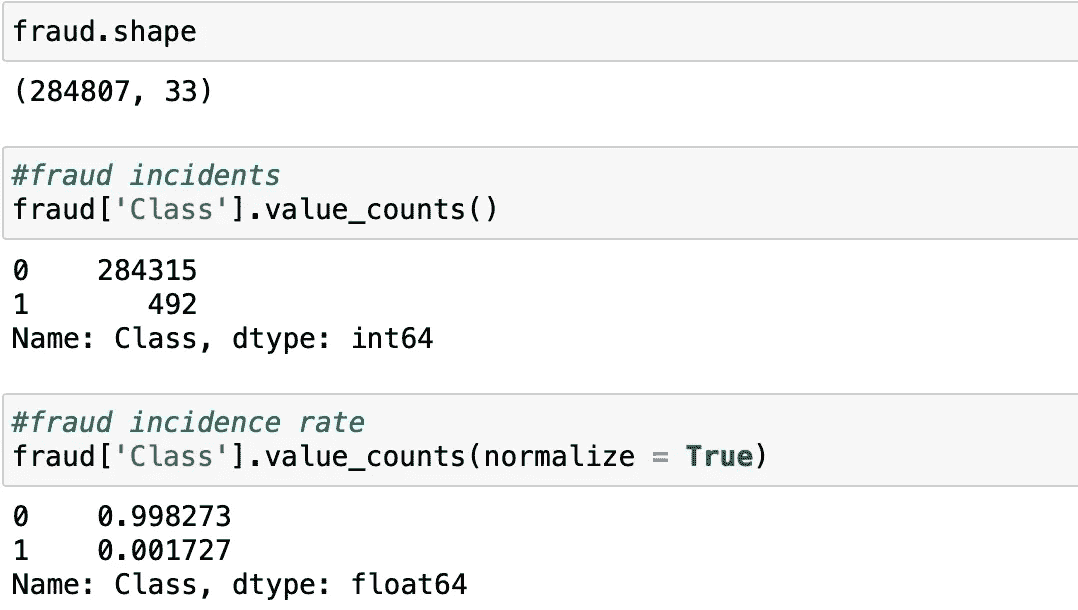 fraud.shape
(284807, 33)
#fraud incidents
fraud['Class'].value_counts()
0    284315
1       492
Name: Class, dtype: int64
#fraud incidence rate
fraud['Class'].value_counts(normalize = True)
0    0.998273
1    0.001727
Name: Class, dtype: float64